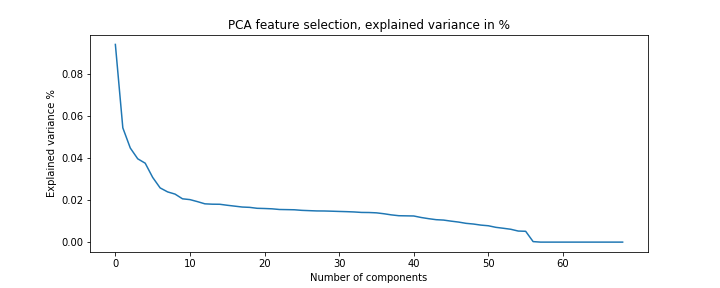 PCA feature selection, explained variance in %
Explained variance %
0.08
0.06
0.04
0.02
0.00
0 10 20 30 40 50 60
Number of components